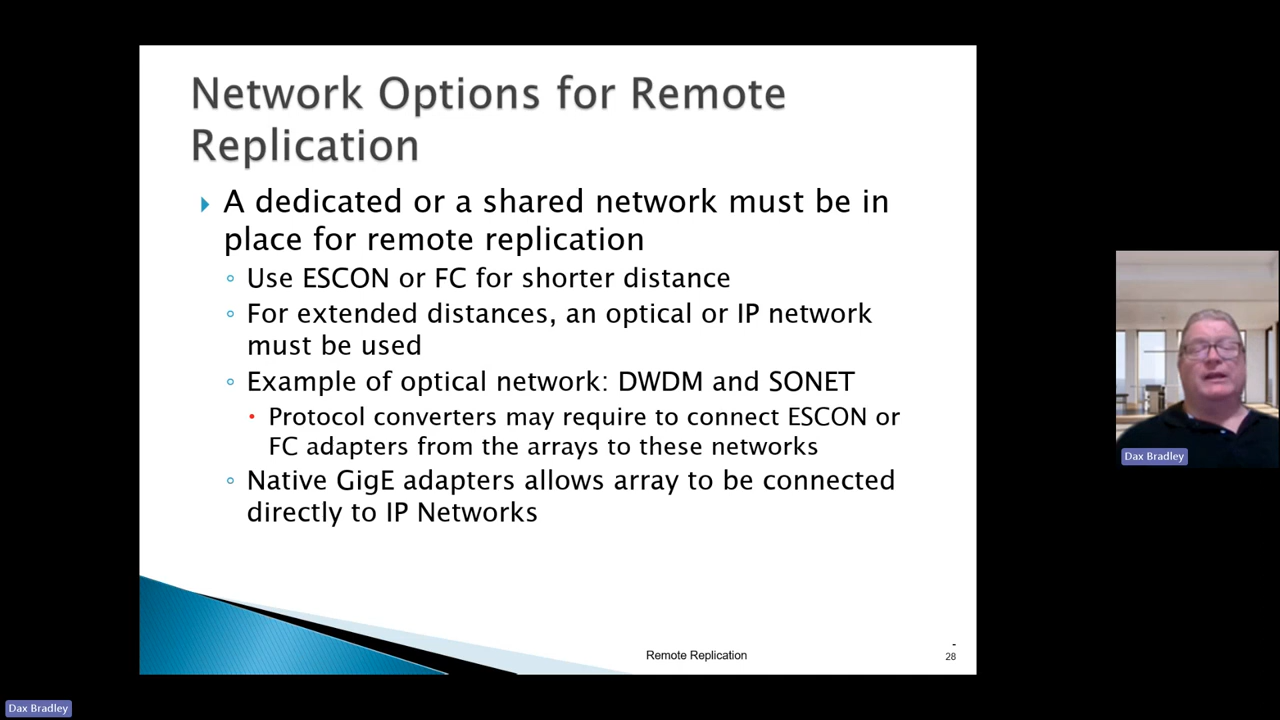 Network Options for Remote
Replication
A dedicated or a shared network must be in
place for remote replication
Use ESCON or FC for shorter distance
For extended distances, an optical or IP network
must be used
Example of optical network: DWDM and SONET
Protocol converters may require to connect ESCON or
FC adapters from the arrays to these networks
Native GigE adapters allows array to be connected
directly to IP Networks
Remote Replication
-
28
Dax Bradley
Dax Bradley